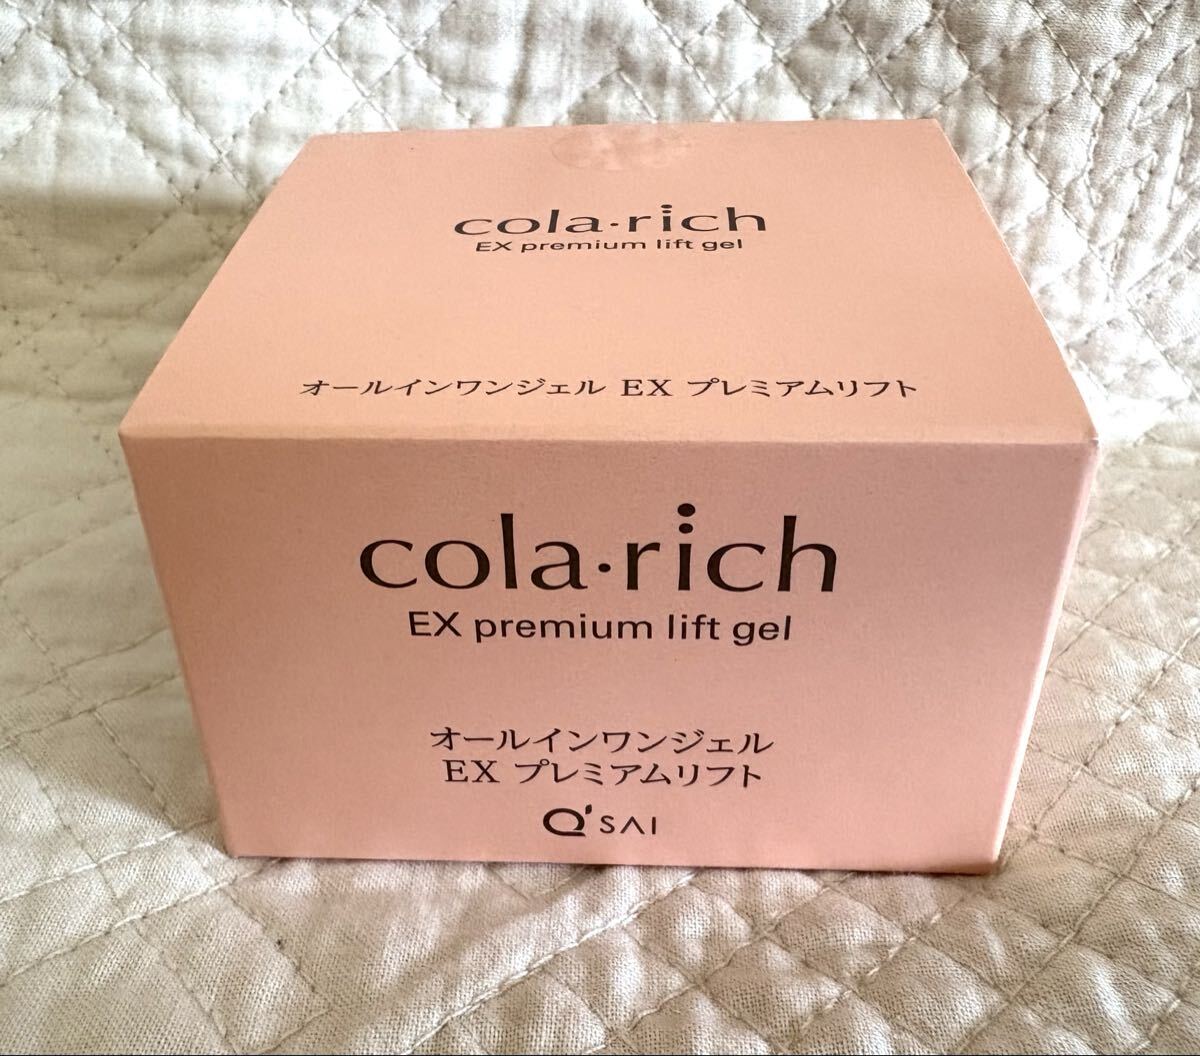 cola·rich
EX premium lift gel
オールインワンジェル EX プレミアムリフト
cola·rich
EX premium lift gel
オールインワンジェル
EX プレミアムリフト
Q'SAI